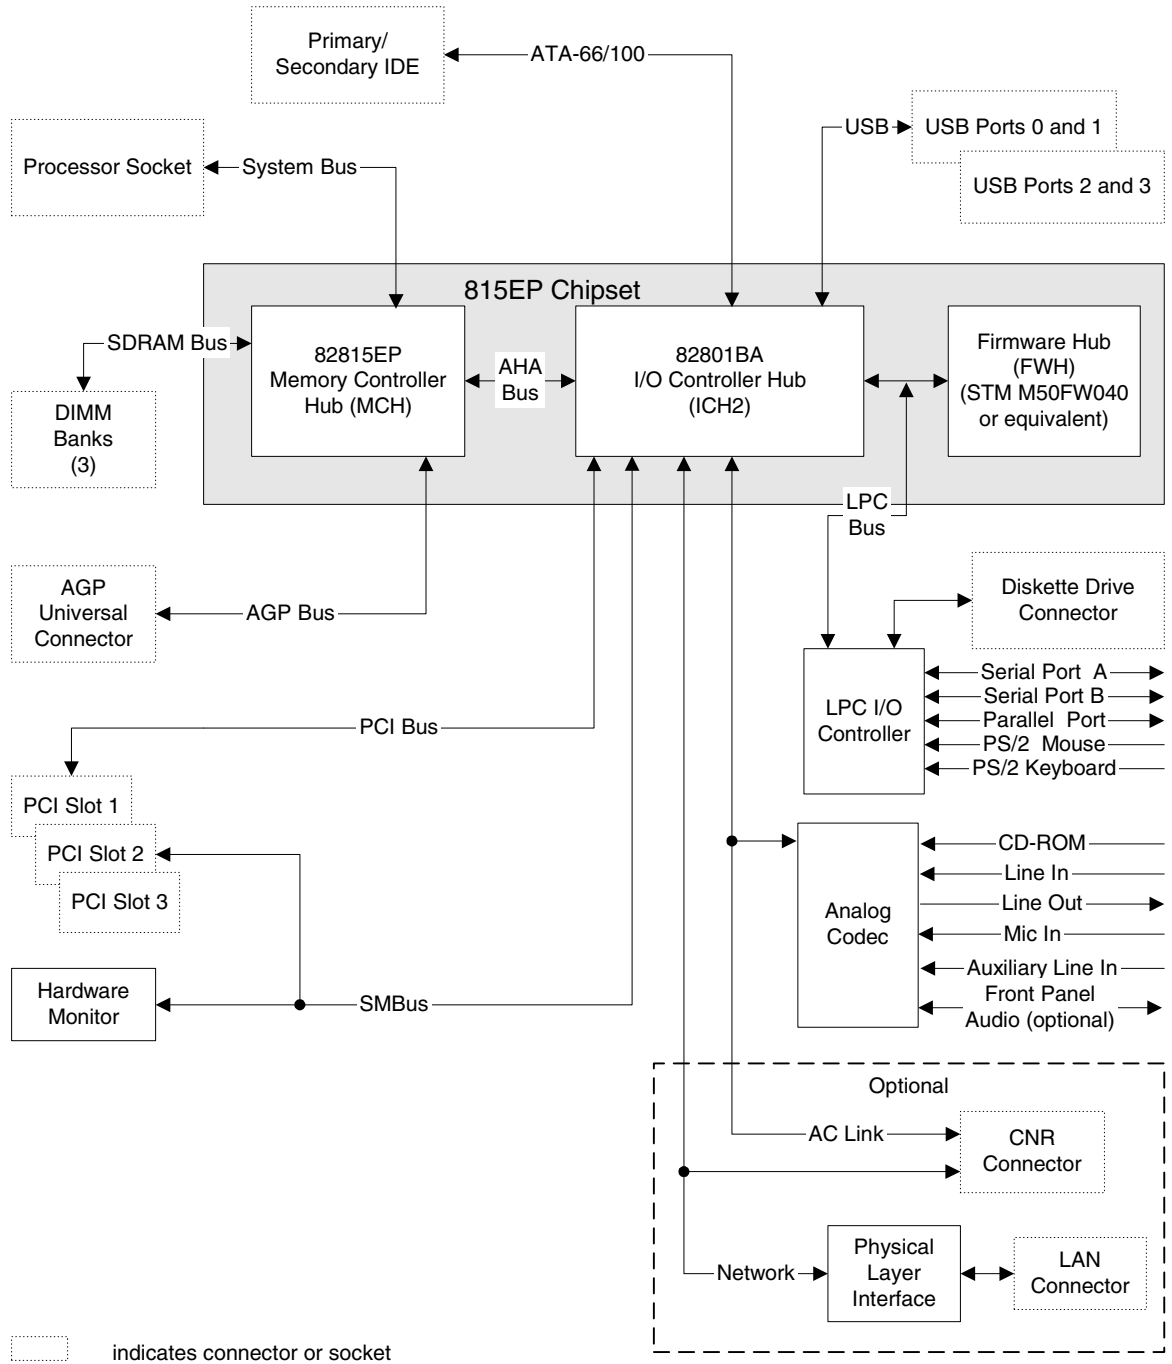 Primary/
Secondary IDE
ATA-66/100
USB
USB Ports 0 and 1
USB Ports 2 and 3
Processor Socket
System Bus
815EP Chipset
SDRAM Bus
82815EP
Memory Controller
Hub (MCH)
AHA
Bus
82801BA
I/O Controller Hub
(ICH2)
Firmware Hub
(FWH)
(STM M50FW040
or equivalent)
DIMM
Banks
(3)
LPC
Bus
AGP
Universal
Connector
AGP Bus
Diskette Drive
Connector
LPC I/O
Controller
Serial Port A
Serial Port B
Parallel Port
PS/2 Mouse
PS/2 Keyboard
PCI Bus
PCI Slot 1
PCI Slot 2
PCI Slot 3
Analog
Codec
CD-ROM
Line In
Line Out
Mic In
Auxiliary Line In
Front Panel
Audio (optional)
Hardware
Monitor
SMBus
Optional
AC Link
CNR
Connector
Network
Physical
Layer
Interface
LAN
Connector
indicates connector or socket